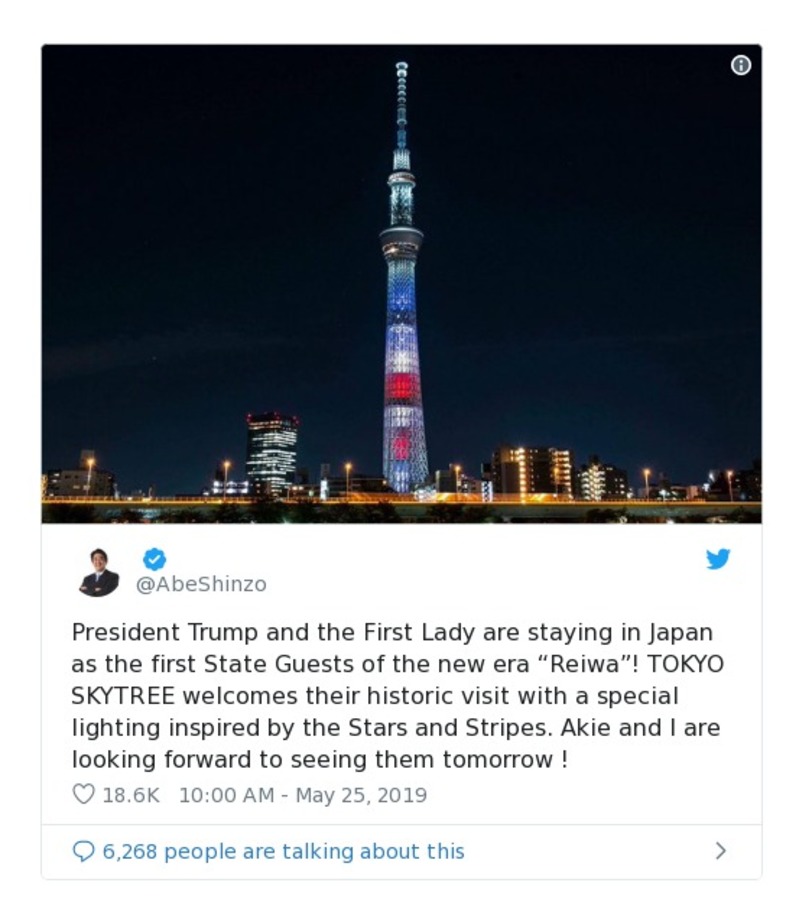 @AbeShinzo
President Trump and the First Lady are staying in Japan
as the first State Guests of the new era “Reiwa”! TOKYO
SKYTREE welcomes their historic visit with a special
lighting inspired by the Stars and Stripes. Akie and I are
looking forward to seeing them tomorrow !
18.6K 10:00 AM - May 25, 2019
6,268 people are talking about this